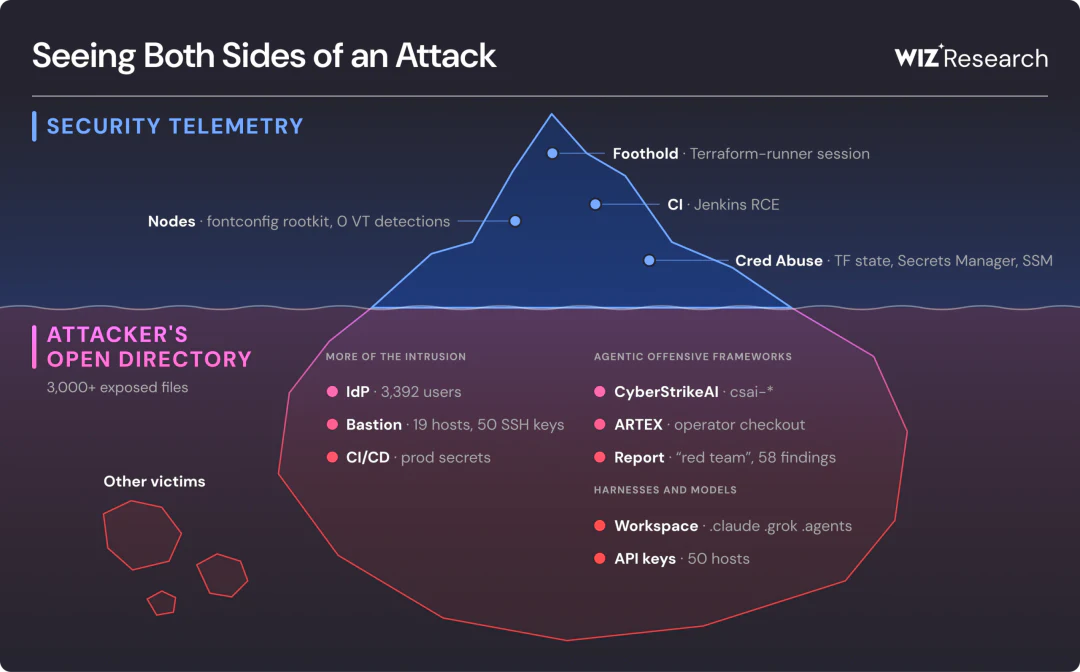 Seeing Both Sides of an Attack
WIZ Research
SECURITY TELEMETRY
Foothold · Terraform-runner session
CI · Jenkins RCE
Nodes · fontconfig rootkit, 0 VT detections
Cred Abuse · TF state, Secrets Manager, SSM
ATTACKER'S
OPEN DIRECTORY
3,000+ exposed files
MORE OF THE INTRUSION
IdP · 3,392 users
Bastion · 19 hosts, 50 SSH keys
CI/CD · prod secrets
AGENTIC OFFENSIVE FRAMEWORKS
CyberStrikeAI · csai-*
ARTEX · operator checkout
Report · “red team”, 58 findings
HARNESSES AND MODELS
Workspace · .claude .grok .agents
API keys · 50 hosts
Other victims